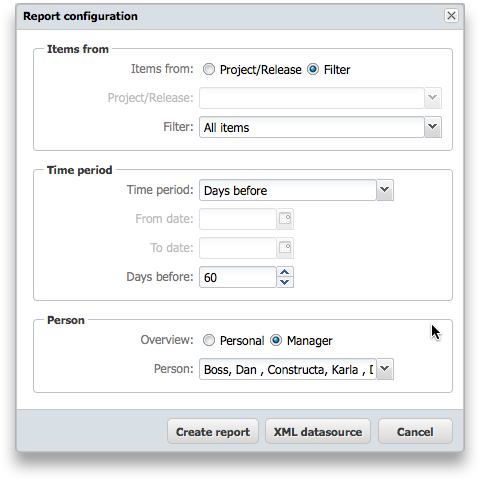 Report configuration
Items from
Items from: Project/Release Filter
Project/Release:
Filter: All items
Time period
Time period: Days before
From date:
To date:
Days before: 60
Person
Overview: Personal Manager
Person: Boss, Dan , Constructa, Karla ,
Create report XML datasource Cancel